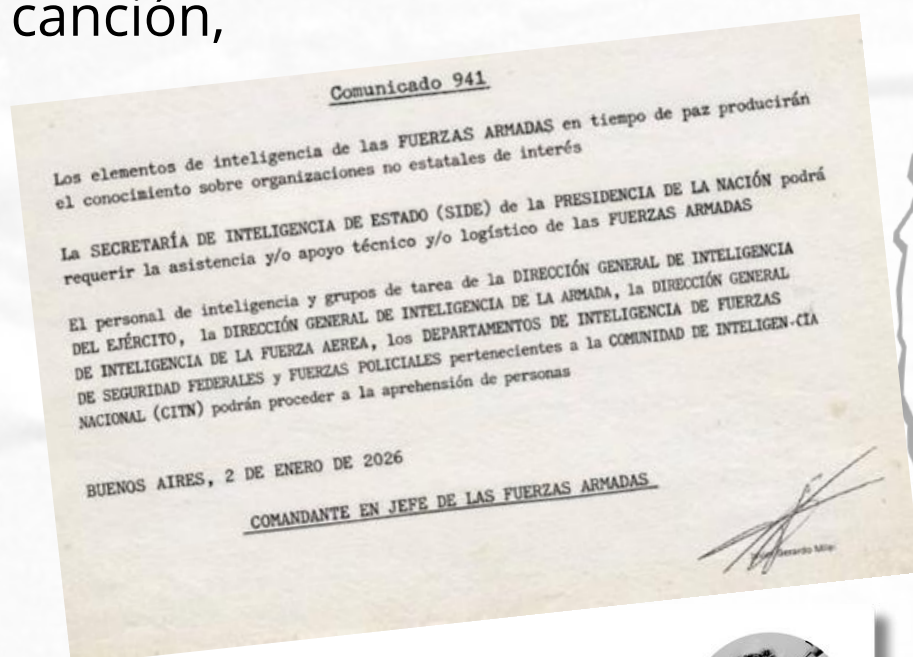 canción,
Comunicado 941
Los elementos de inteligencia de las FUERZAS ARMADAS en tiempo de paz producirán
el conocimiento sobre organizaciones no estatales de interés
La SECRETARÍA DE INTELIGENCIA DE ESTADO (SIDE) de la PRESIDENCIA DE LA NACIÓN podrá
requerir la asistencia y/o apoyo técnico y/o logístico de las FUERZAS ARMADAS
El personal de inteligencia y grupos de tarea de la DIRECCIÓN GENERAL DE INTELIGENCIA
DEL EJÉRCITO, la DIRECCIÓN GENERAL DE INTELIGENCIA DE LA ARMADA, la DIRECCIÓN GENERAL
DE INTELIGENCIA DE LA FUERZA AEREA, los DEPARTAMENTOS DE INTELIGENCIA DE FUERZAS
DE SEGURIDAD FEDERALES y FUERZAS POLICIALES pertenecientes a la COMUNIDAD DE INTELIGEN-CIA
NACIONAL (CITN) podrán proceder a la aprehensión de personas
BUENOS AIRES, 2 DE ENERO DE 2026
COMANDANTE EN JEFE DE LAS FUERZAS ARMADAS
Gerardo Milei